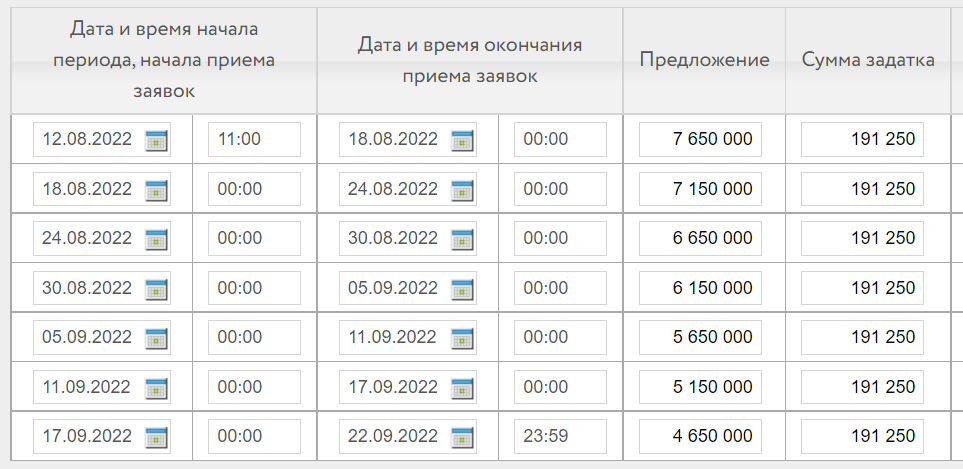 Дата и время начала
периода, начала приема
заявок
Дата и время окончания
приема заявок
Предложение
Сумма задатка
12.08.2022 11:00 18.08.2022 00:00 7 650 000 191 250
18.08.2022 00:00 24.08.2022 00:00 7 150 000 191 250
24.08.2022 00:00 30.08.2022 00:00 6 650 000 191 250
30.08.2022 00:00 05.09.2022 00:00 6 150 000 191 250
05.09.2022 00:00 11.09.2022 00:00 5 650 000 191 250
11.09.2022 00:00 17.09.2022 00:00 5 150 000 191 250
17.09.2022 00:00 22.09.2022 23:59 4 650 000 191 250